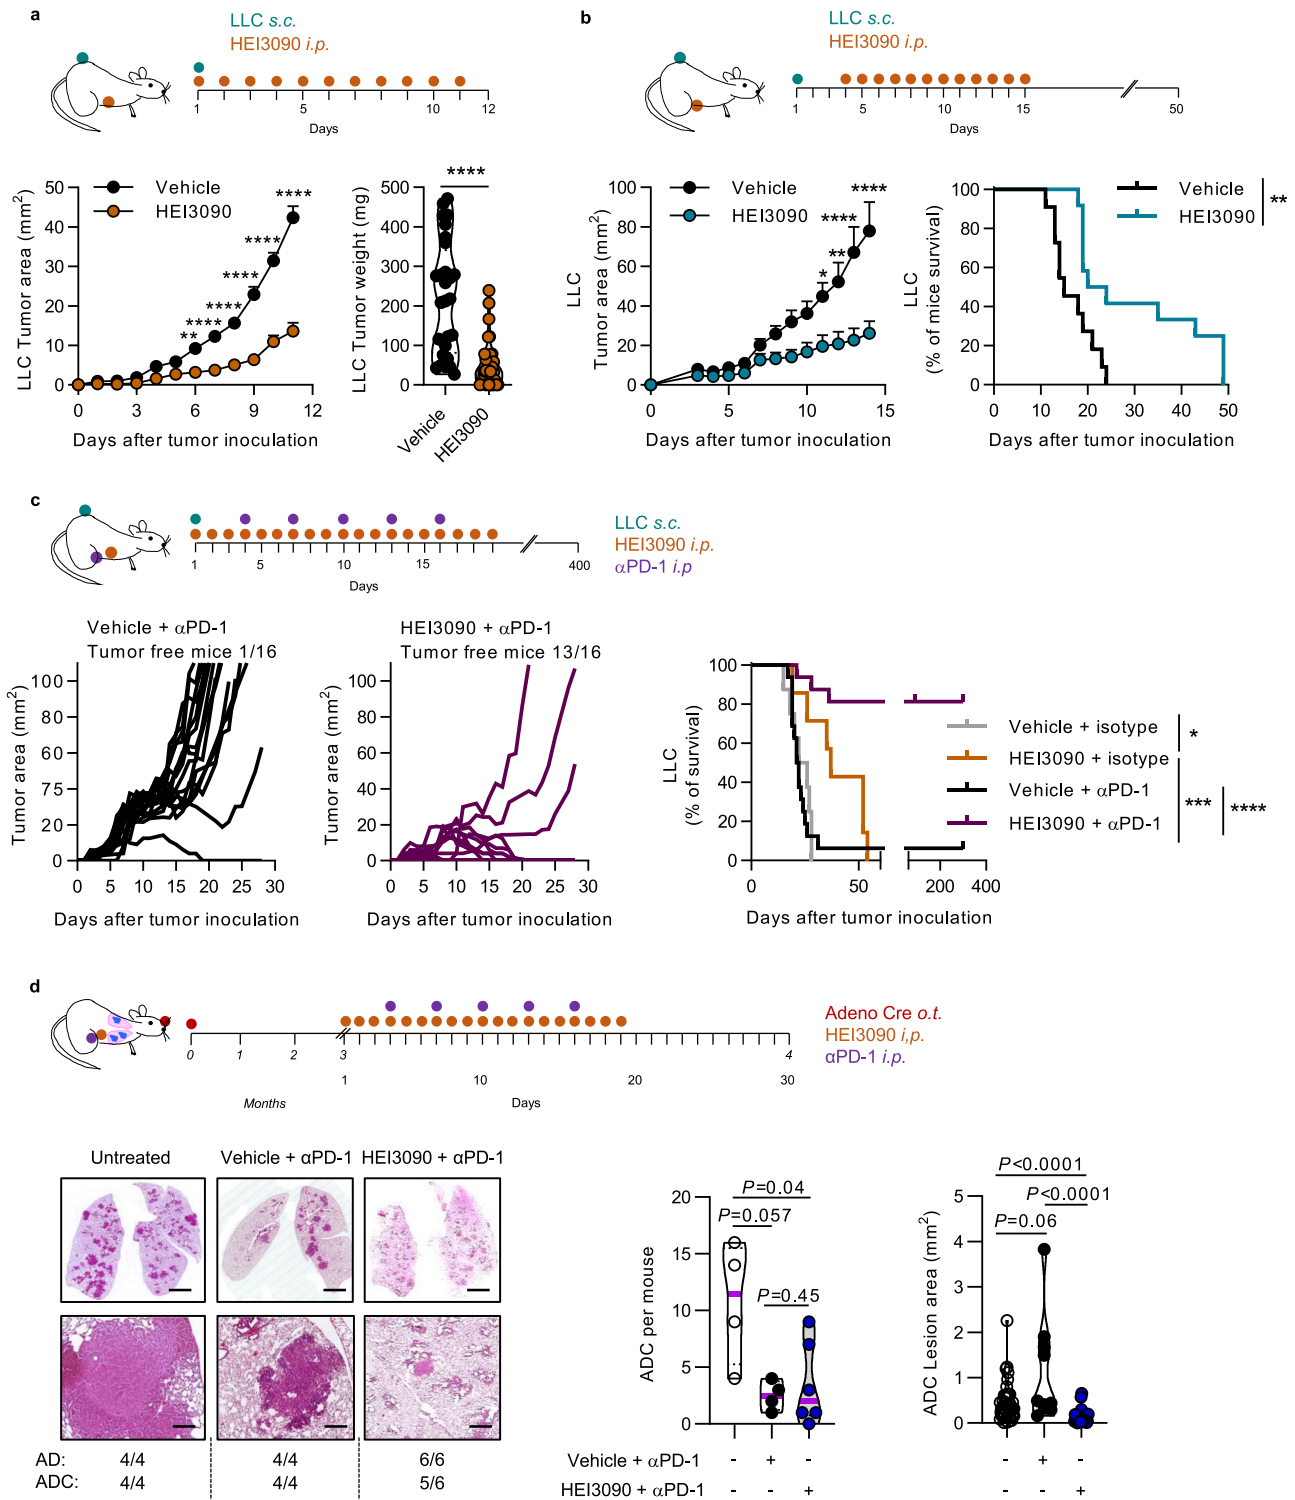 a
LLC s.c.
HEI3090 i.p.
1 5 10 12
Days
Vehicle
HEI3090
LLC Tumor area (mm2)
50
40
30
20
10
0
0 3 6 9 12
Days after tumor inoculation
** **** **** **** **** ****
LLC Tumor weight (mg)
500
400
300
200
100
0
****
Vehicle
HEI3090
b
LLC s.c.
HEI3090 i.p.
1 5 10 15 50
Days
LLC
Tumor area (mm2)
100
80
60
40
20
0
Vehicle
HEI3090
* ** **** ****
0 5 10 15
Days after tumor inoculation
LLC
(% of mice survival)
100
80
60
40
20
0
Vehicle
HEI3090
**
0 10 20 30 40 50
Days after tumor inoculation
c
LLC s.c.
HEI3090 i.p.
αPD-1 i.p
1 5 10 15 400
Days
Vehicle + αPD-1
Tumor free mice 1/16
Tumor area (mm2)
100
80
60
75
20
0
0 5 10 15 20 25 30
Days after tumor inoculation
HEI3090 + αPD-1
Tumor free mice 13/16
Tumor area (mm2)
100
80
60
40
20
0
0 5 10 15 20 25 30
Days after tumor inoculation
LLC
(% of survival)
100
80
60
40
20
0
0 50 200 400
Days after tumor inoculation
Vehicle + isotype
HEI3090 + isotype
Vehicle + αPD-1
HEI3090 + αPD-1
*
***
****
d
Adeno Cre o.t.
HEI3090 i,p.
αPD-1 i.p.
0 1 2 3 4
1 10 20 30
Months
Days
Untreated
Vehicle + αPD-1
HEI3090 + αPD-1
AD: 4/4 4/4 6/6
ADC: 4/4 4/4 5/6
ADC per mouse
20
15
10
5
0
P=0.04
P=0.057
P=0.45
Vehicle + αPD-1 - + -
HEI3090 + αPD-1 - - +
ADC Lesion area (mm2)
5
4
3
2
1
0
P<0.0001
P<0.0001
P=0.06
- + -
- - +